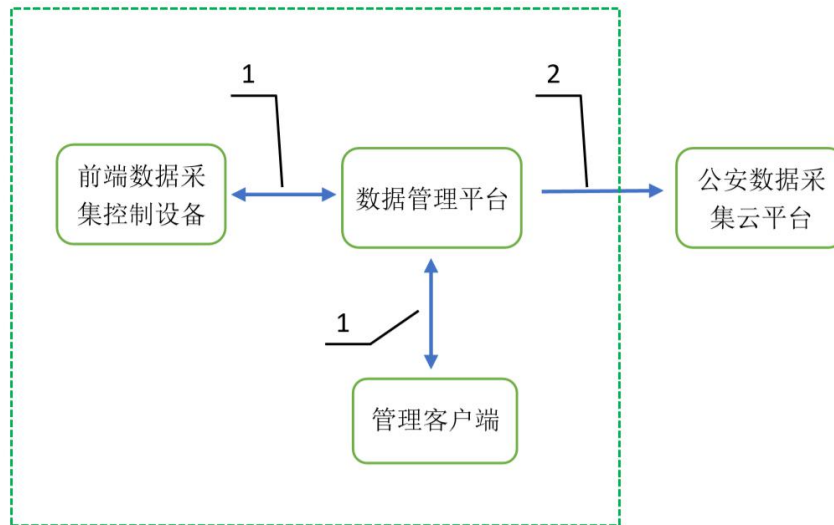 1
2
前端数据采
集控制设备
数据管理平台
公安数据采
集云平台
1
管理客户端